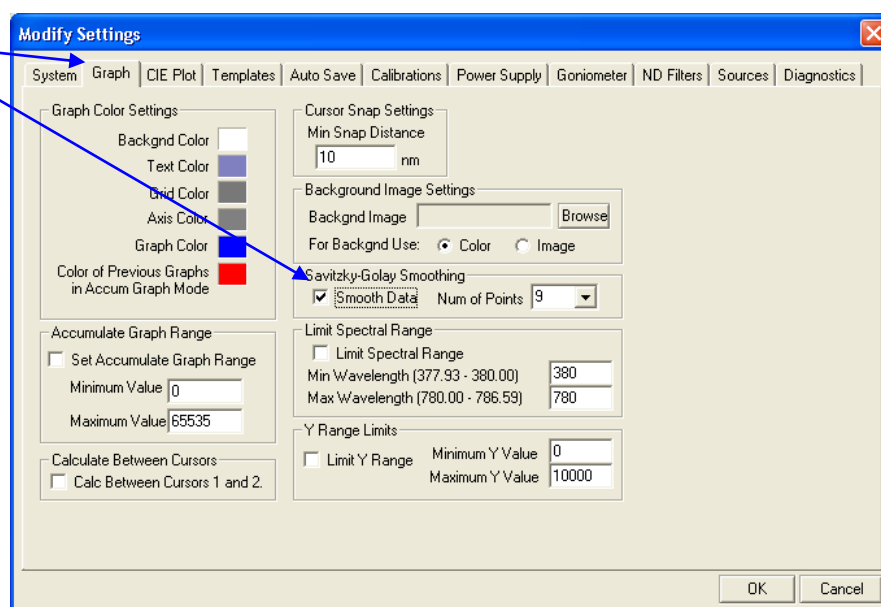 Modify Settings
System Graph CIE Plot Templates Auto Save Calibrations Power Supply Goniometer ND Filters Sources Diagnostics
Graph Color Settings
Backgnd Color
Text Color
Grid Color
Axis Color
Graph Color
Color of Previous Graphs
in Accum Graph Mode
Accumulate Graph Range
Set Accumulate Graph Range
Minimum Value 0
Maximum Value 65535
Calculate Between Cursors
Calc Between Cursors 1 and 2.
Cursor Snap Settings
Min Snap Distance
10 nm
Background Image Settings
Backgnd Image Browse
For Backgnd Use: Color Image
Savitzky-Golay Smoothing
Smooth Data Num of Points 9
Limit Spectral Range
Limit Spectral Range
Min Wavelength (377.93 - 380.00) 380
Max Wavelength (780.00 - 786.59) 780
Y Range Limits
Limit Y Range Minimum Y Value 0
Maximum Y Value 10000
OK Cancel